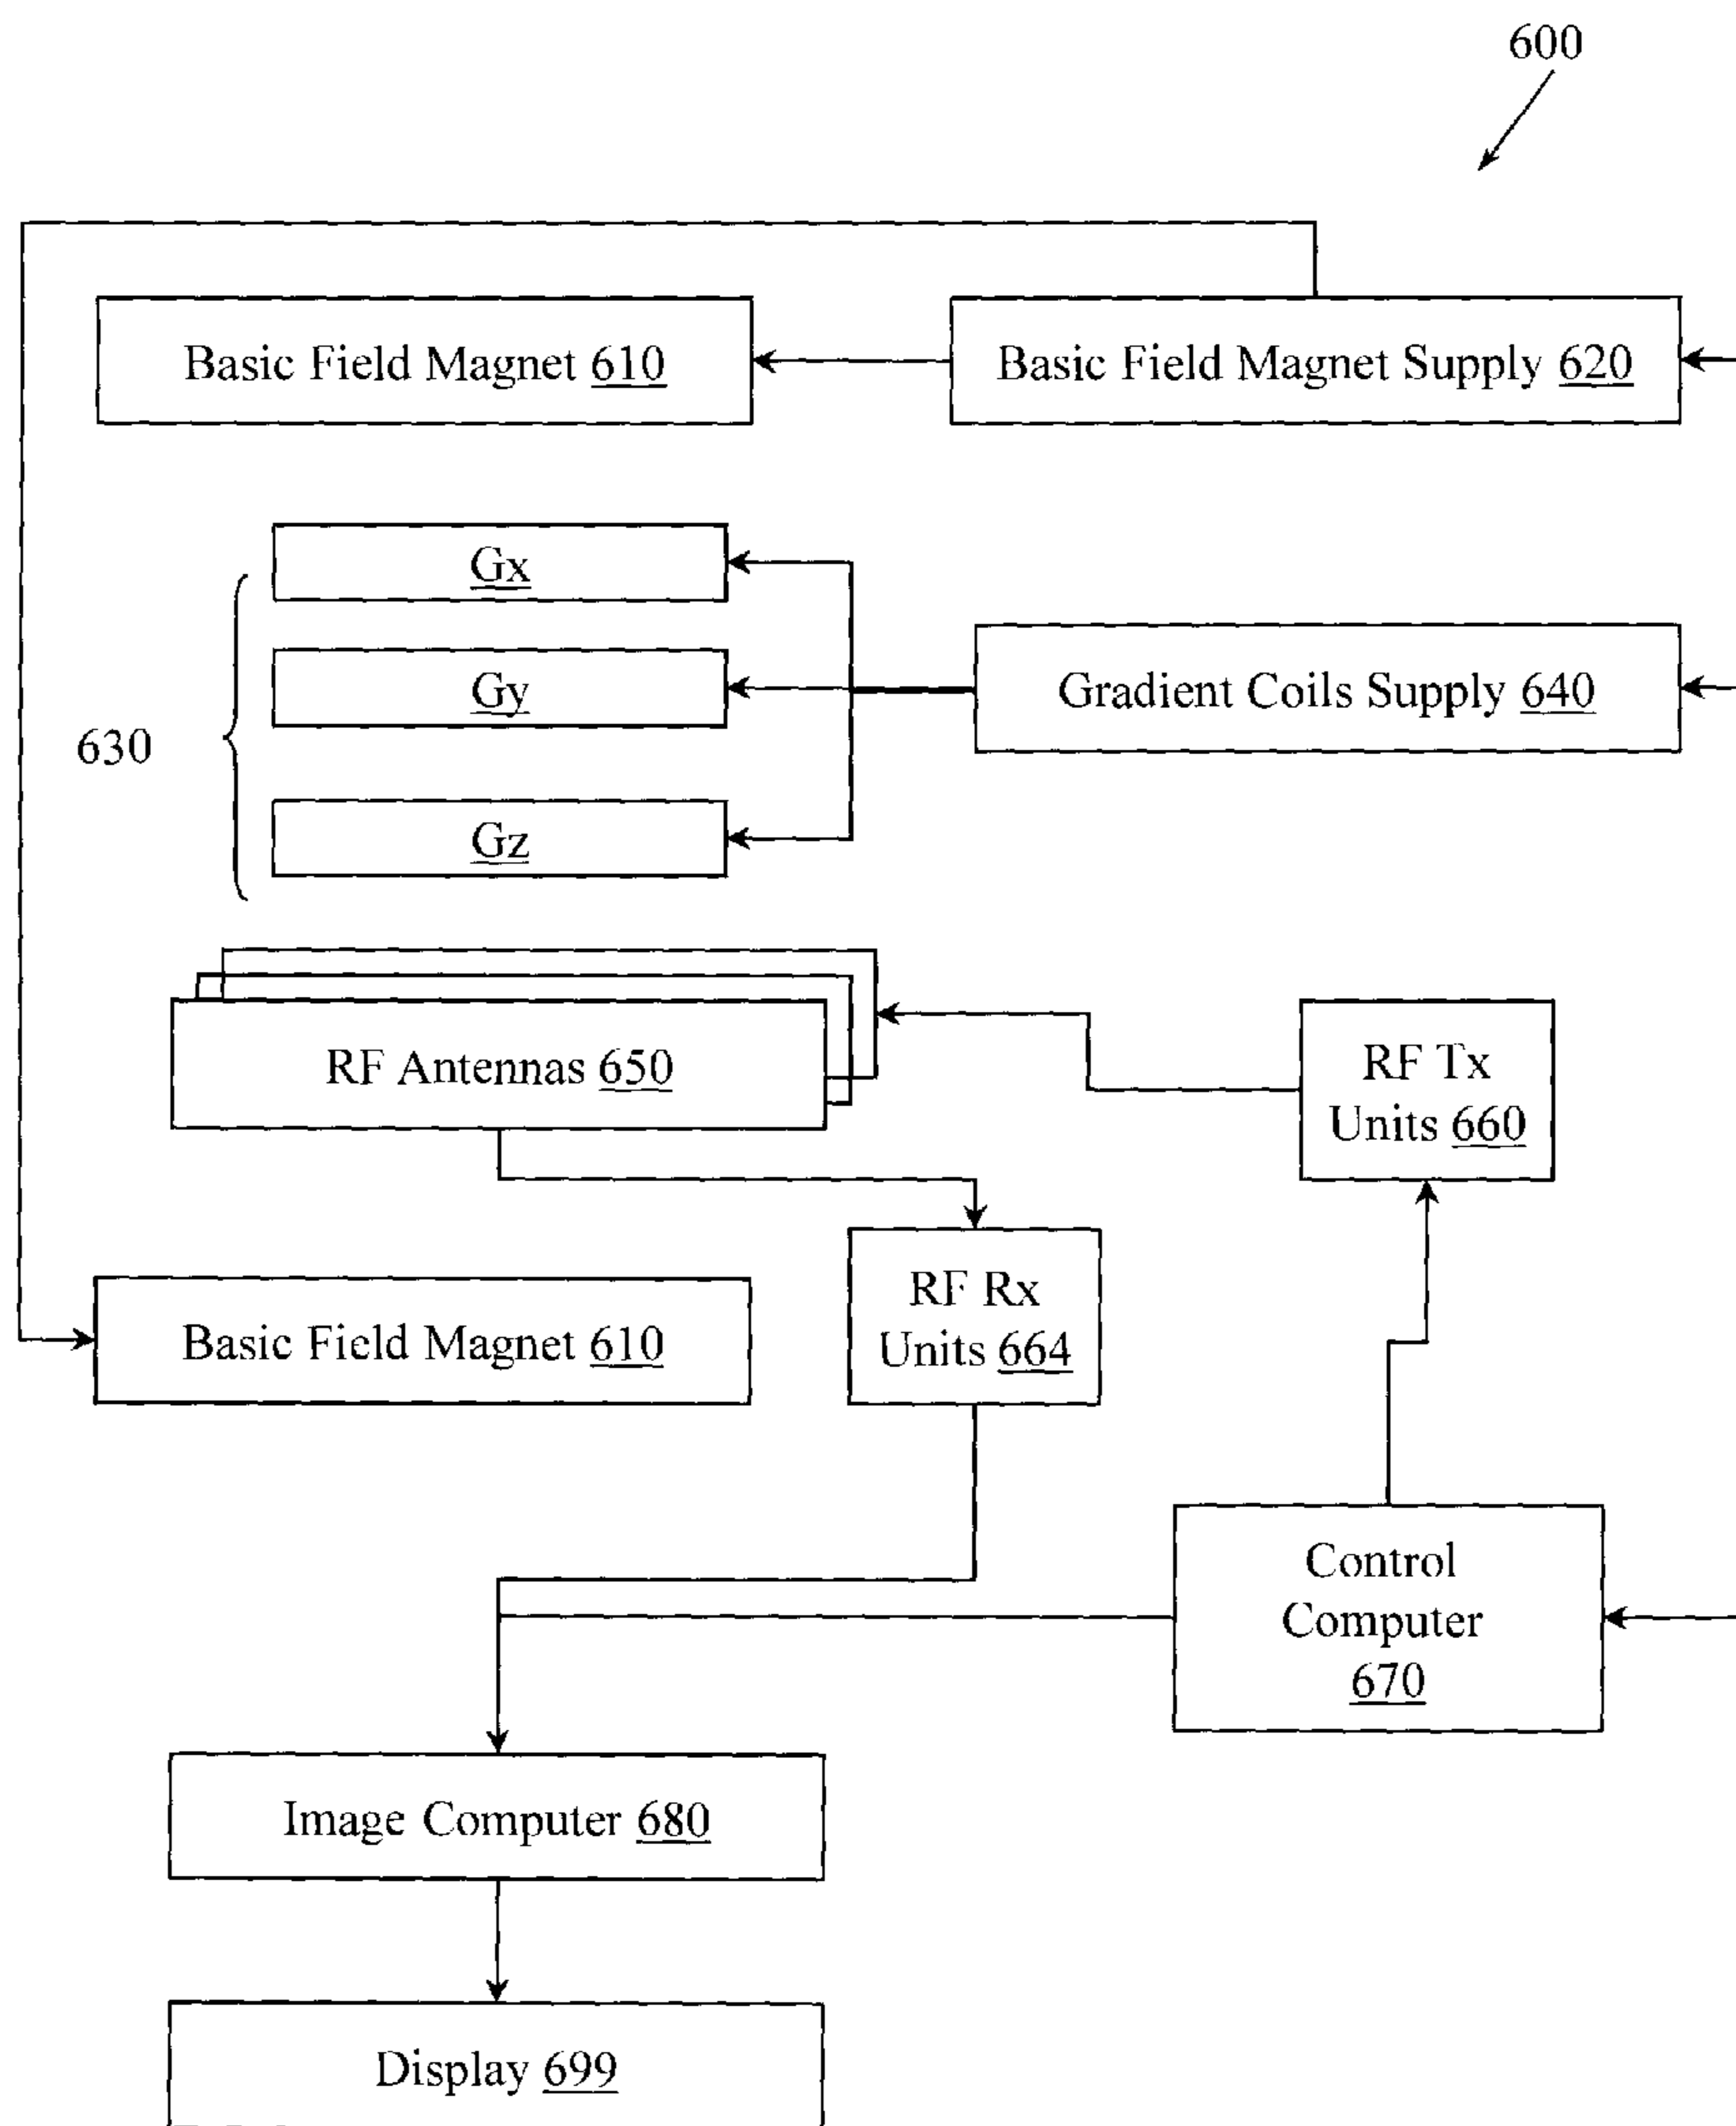 600
Basic Field Magnet 610
Basic Field Magnet Supply 620
Gx
Gy
Gz
630
Gradient Coils Supply 640
RF Antennas 650
RF Tx
Units 660
RF Rx
Units 664
Basic Field Magnet 610
Control
Computer
670
Image Computer 680
Display 699